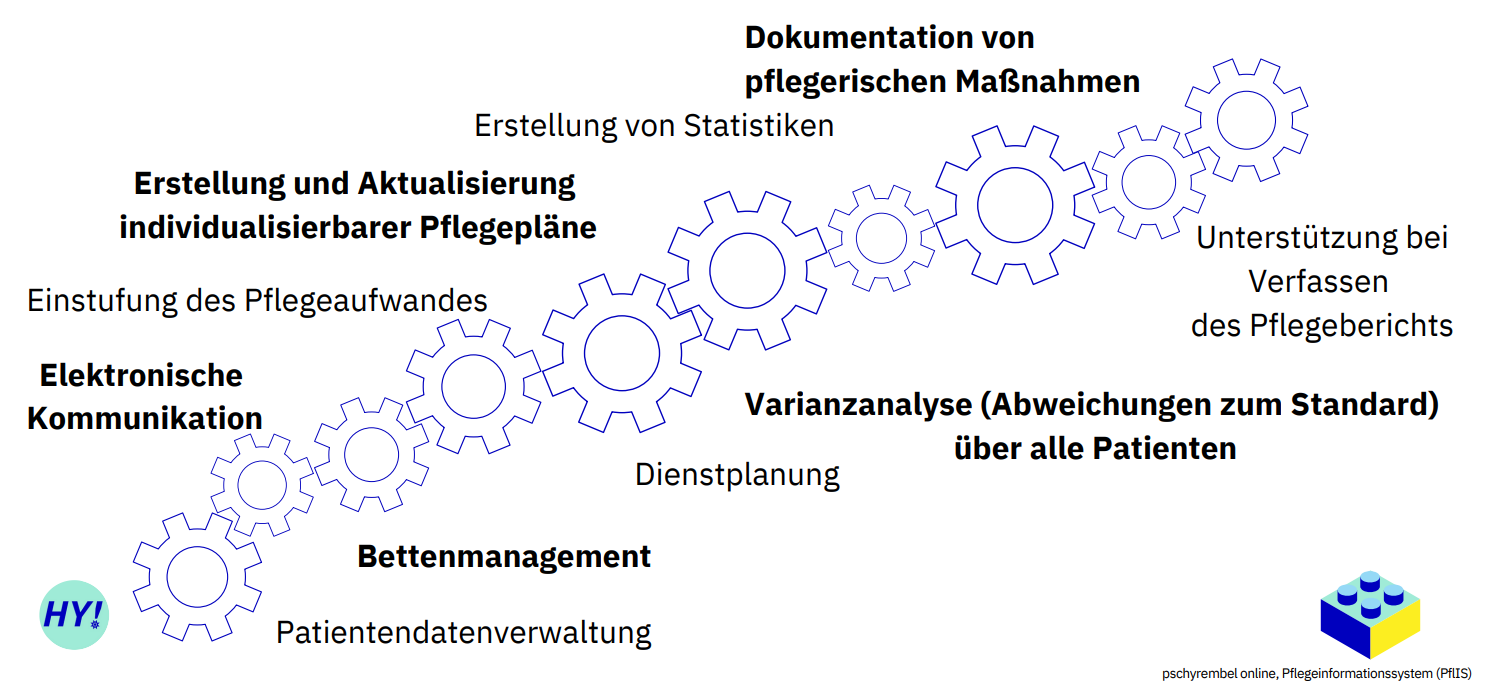 Dokumentation von
pflegerischen Maßnahmen
Erstellung von Statistiken
Erstellung und Aktualisierung
individualisierbarer Pflegepläne
Unterstützung bei
Verfassen
des Pflegeberichts
Einstufung des Pflegeaufwandes
Elektronische
Kommunikation
Varianzanalyse (Abweichungen zum Standard)
über alle Patienten
Dienstplanung
Bettenmanagement
Patientendatenverwaltung
HY!
pschyrembel online, Pflegeinformationssystem (PflIS)